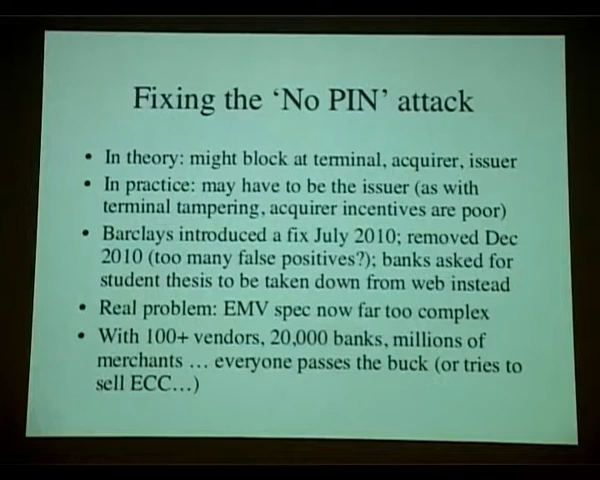 Fixing the ‘No PIN’ attack
• In theory: might block at terminal, acquirer, issuer
• In practice: may have to be the issuer (as with
terminal tampering, acquirer incentives are poor)
• Barclays introduced a fix July 2010; removed Dec
2010 (too many false positives?); banks asked for
student thesis to be taken down from web instead
• Real problem: EMV spec now far too complex
• With 100+ vendors, 20,000 banks, millions of
merchants … everyone passes the buck (or tries to
sell ECC…)